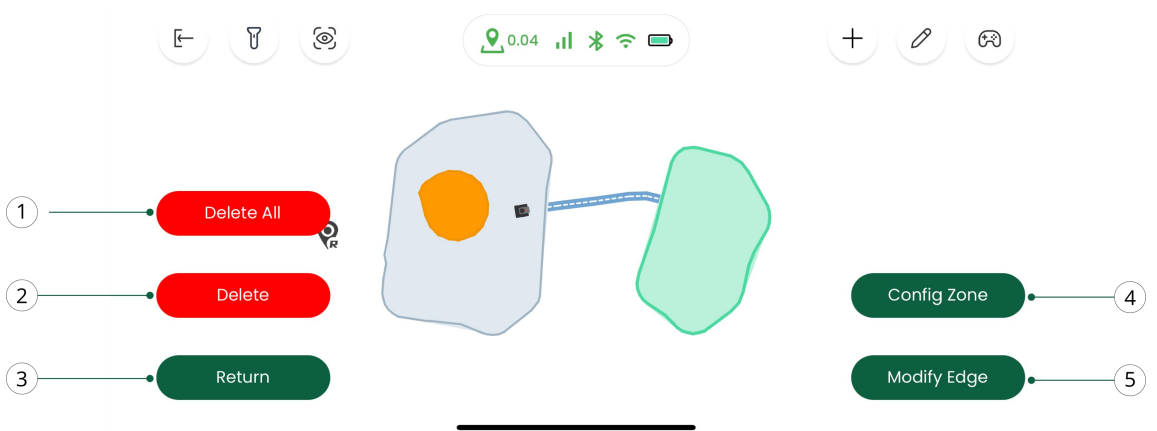 0.04
1
Delete All
R
2
Delete
Config Zone
4
3
Return
Modify Edge
5